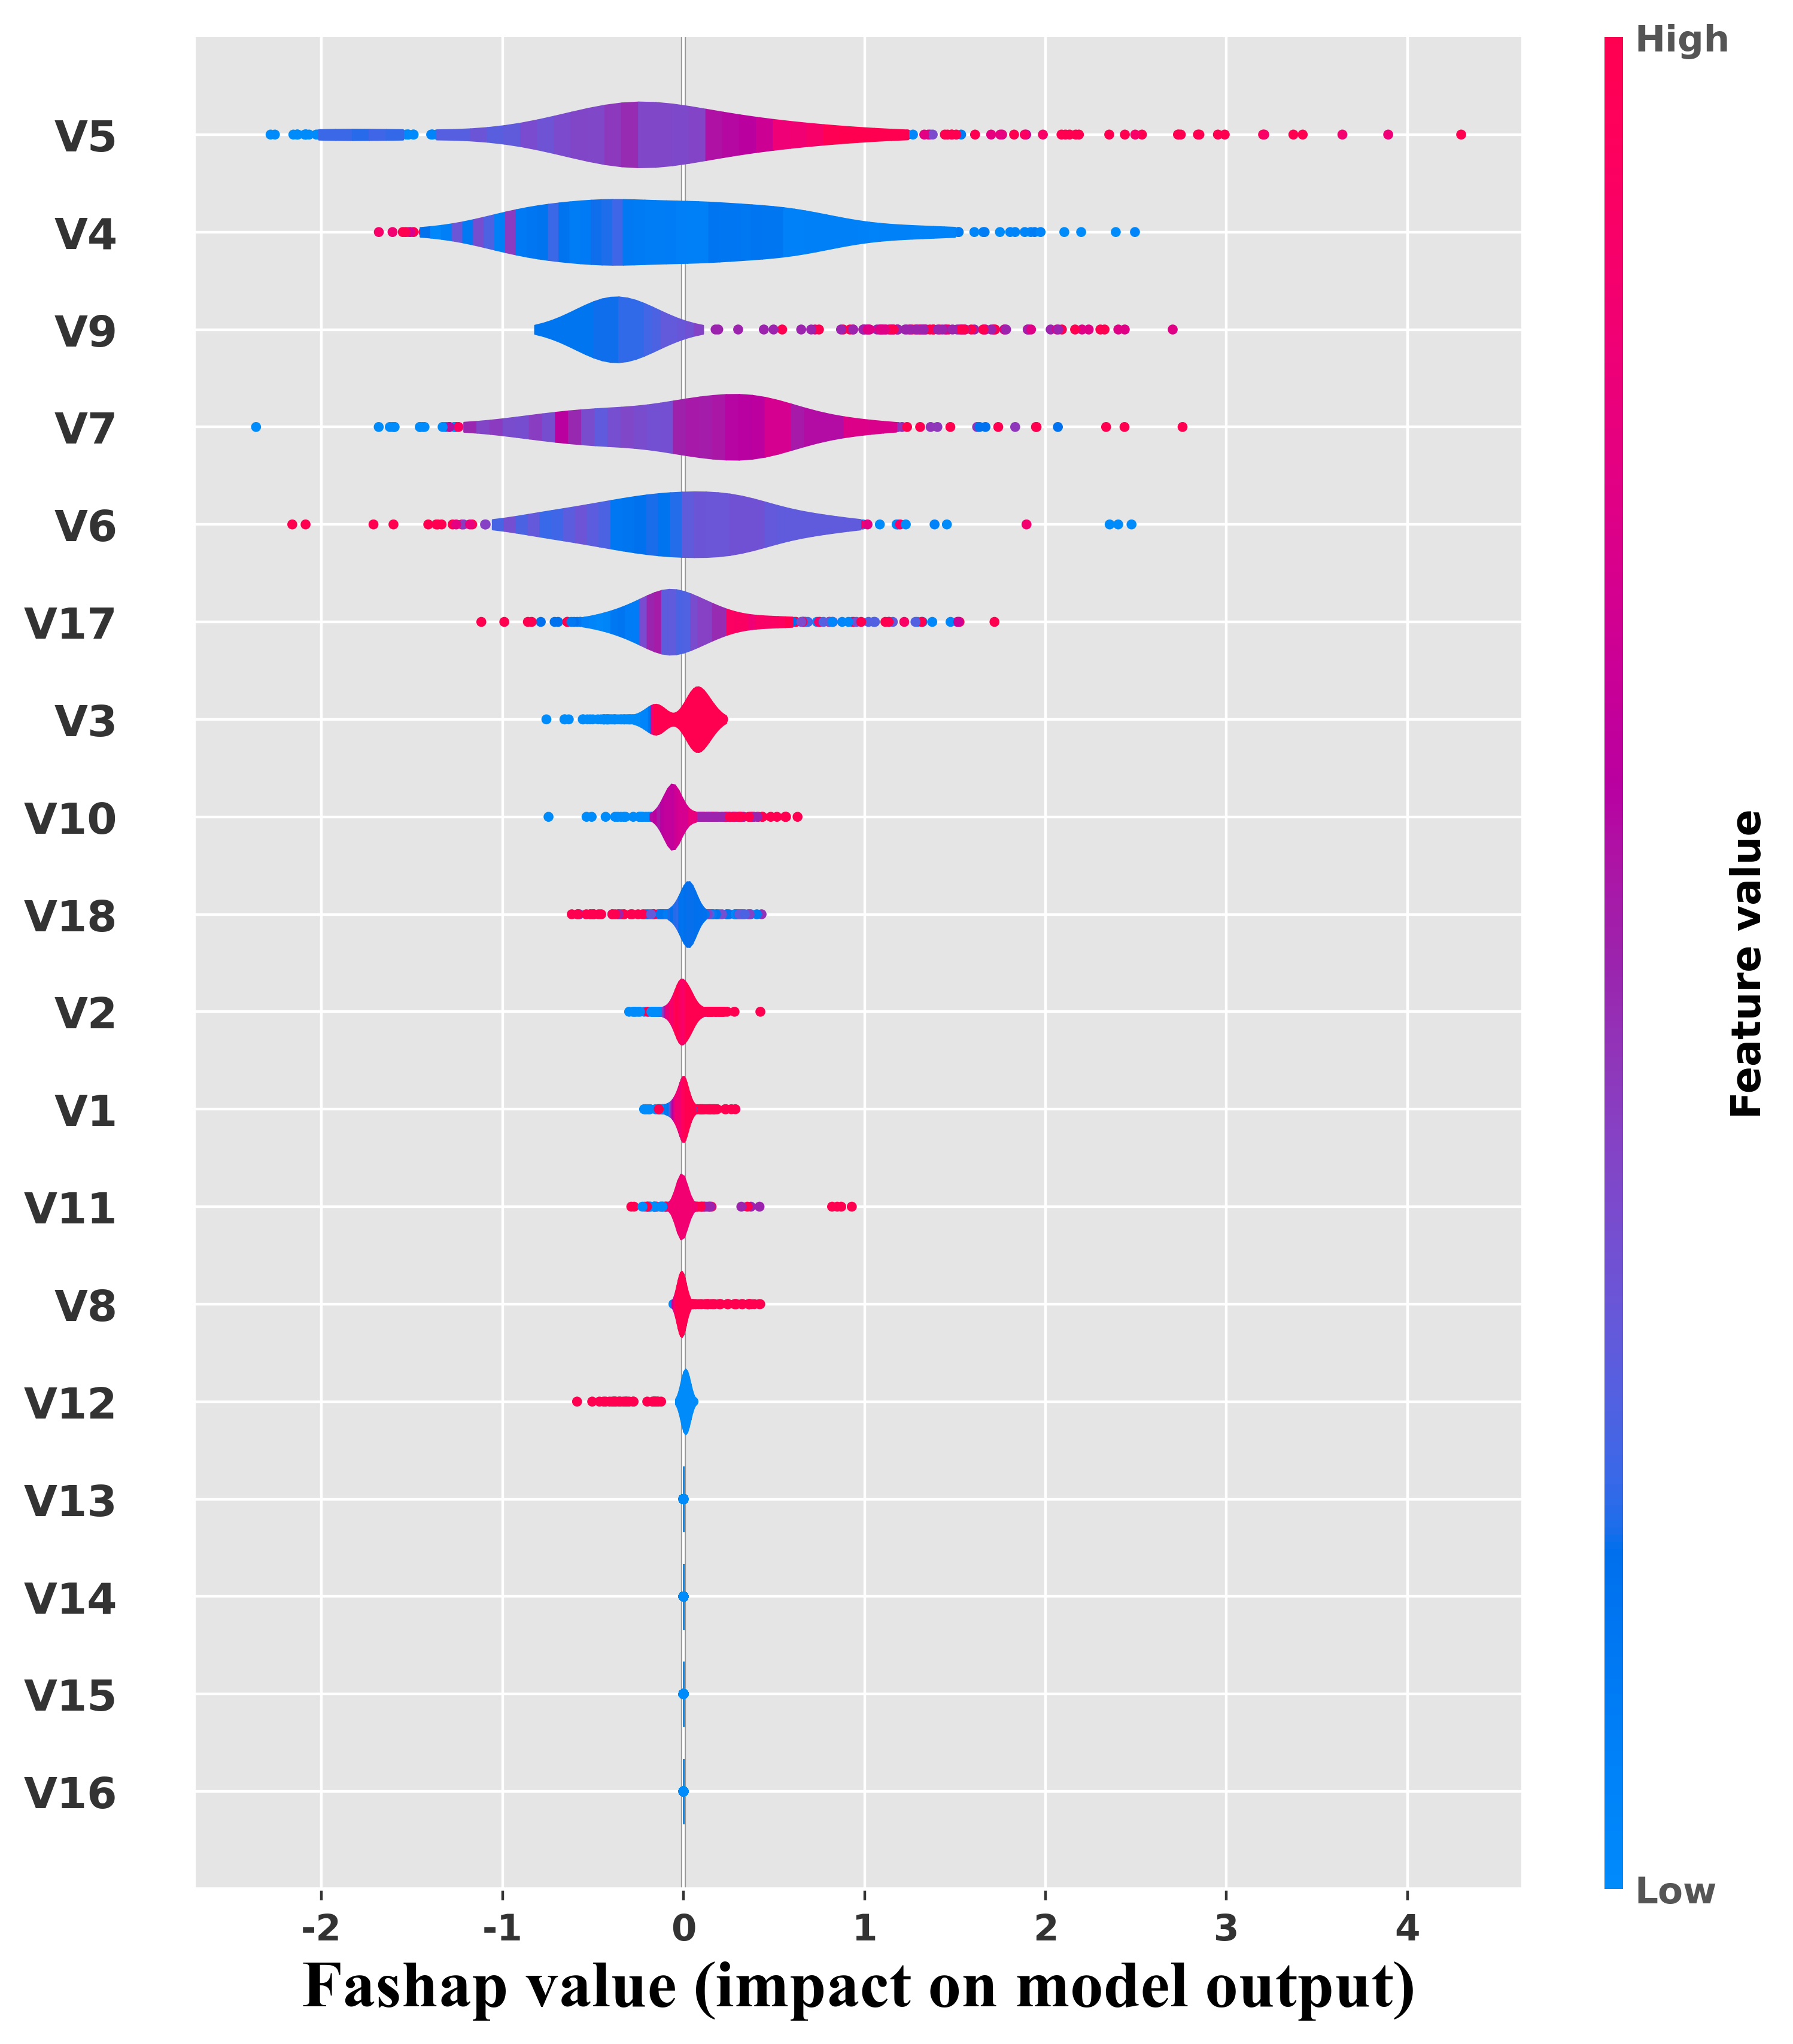 High
V5
V4
V9
V7
V6
V17
V3
V10
V18
V2
V1
V11
V8
V12
V13
V14
V15
V16
Feature value
Low
-2 -1 0 1 2 3 4
Fashap value (impact on model output)